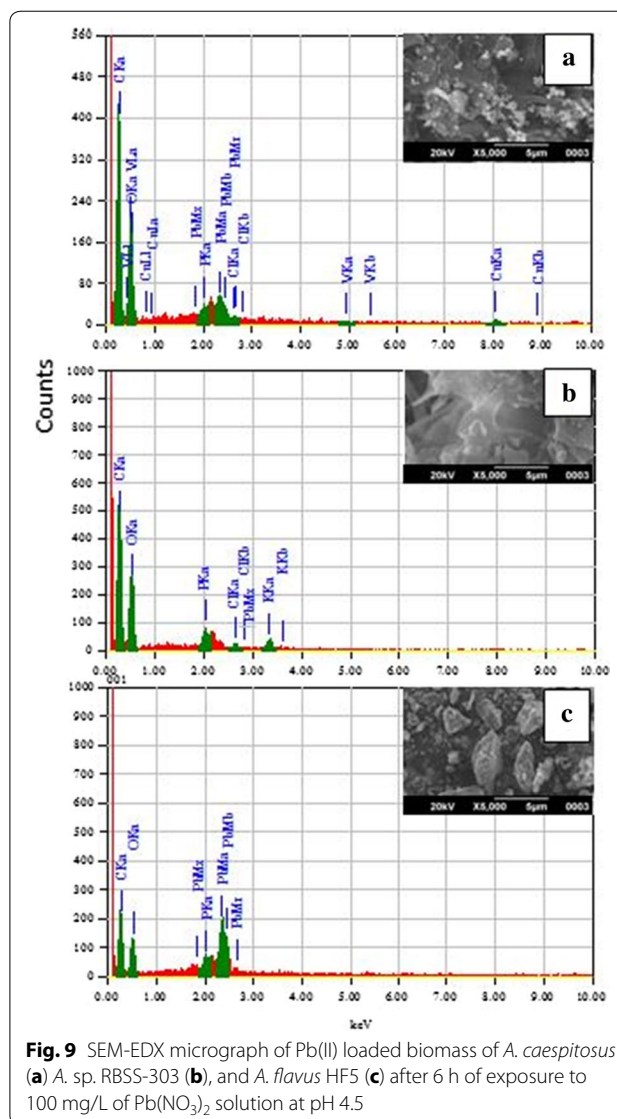 a
20kV X5,000 5µm 0003
560
480
400
320
240
160
80
0
CKa
VLl
OKa VLa
CuLl
CuLa
PbMz
PKa
PbMa
PbMb
PbMr
ClKa
ClKb
VKa
VKb
CuKa
CuKb
0.00 1.00 2.00 3.00 4.00 5.00 6.00 7.00 8.00 9.00 10.00
Counts
b
20kV X5,000 5µm 0003
1000
900
800
700
600
500
400
300
200
100
0
CKa
OKa
PKa
ClKa
PbMz
ClKb
KKa
KKb
0.00 1.00 2.00 3.00 4.00 5.00 6.00 7.00 8.00 9.00 10.00
001
c
20kV X5,000 5µm 0003
1000
900
800
700
600
500
400
300
200
100
0
CKa
OKa
PbMz
PKa
PbMa
PbMb
PbMr
0.00 1.00 2.00 3.00 4.00 5.00 6.00 7.00 8.00 9.00 10.00
keV
Fig. 9 SEM-EDX micrograph of Pb(II) loaded biomass of A. caespitosus
(a) A. sp. RBSS-303 (b), and A. flavus HF5 (c) after 6 h of exposure to
100 mg/L of Pb(NO₃)₂ solution at pH 4.5